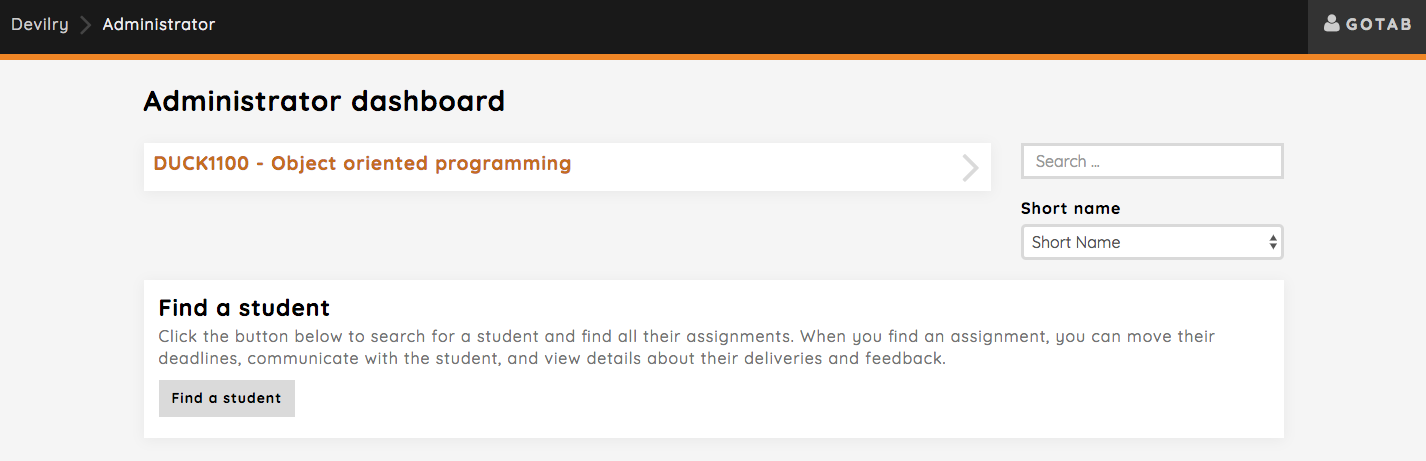 Devilry Administrator GOTAB
Administrator dashboard
DUCK1100 - Object oriented programming
Search ...
Short name
Short Name
Find a student
Click the button below to search for a student and find all their assignments. When you find an assignment, you can move their
deadlines, communicate with the student, and view details about their deliveries and feedback.
Find a student